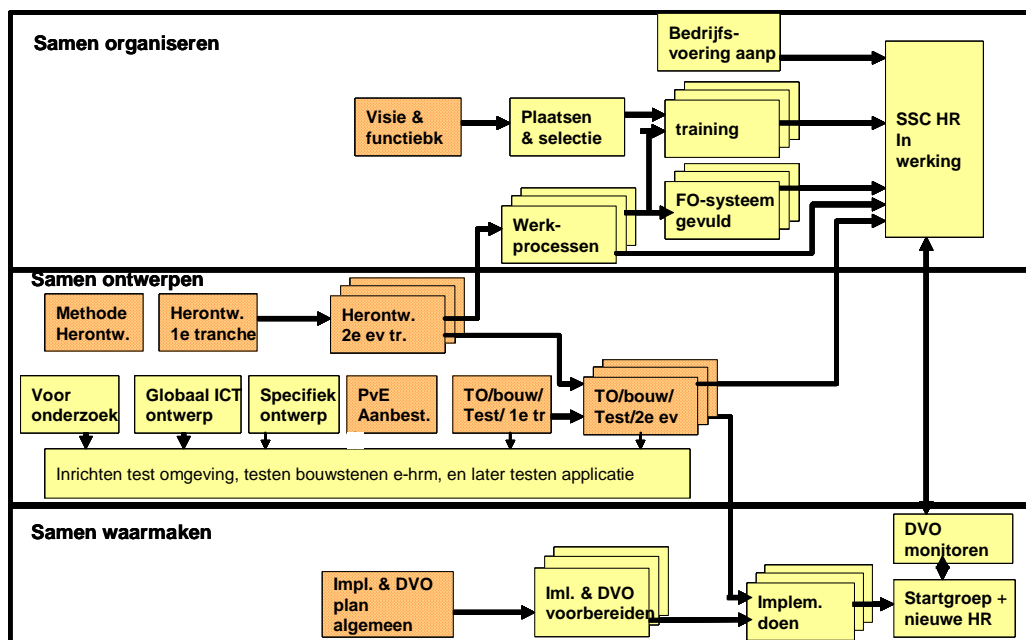 Samen organiseren
Bedrijfs-
voering aanp
Visie &
functiebk
Plaatsen
& selectie
training
SSC HR
In
werking
FO-systeem
gevuld
Werk-
processen
Samen ontwerpen
Methode
Herontw.
Herontw.
1e tranche
Herontw.
2e ev tr.
Voor
onderzoek
Globaal ICT
ontwerp
Specifiek
ontwerp
PvE
Aanbest.
TO/bouw/
Test/ 1e tr
TO/bouw/
Test/2e ev
Inrichten test omgeving, testen bouwstenen e-hrm, en later testen applicatie
Samen waarmaken
DVO
monitoren
Impl. & DVO
plan
algemeen
Iml. & DVO
voorbereiden
Implem.
doen
Startgroep +
nieuwe HR